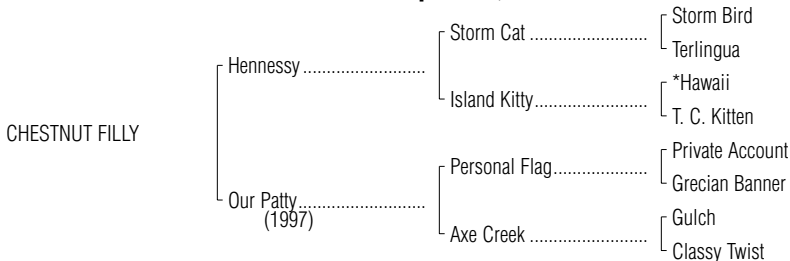 Storm Bird
Storm Cat ...........................
Terlingua
Hennessy ............................
*Hawaii
Island Kitty..........................
T. C. Kitten
CHESTNUT FILLY
Private Account
Personal Flag......................
Grecian Banner
Our Patty.............................
(1997)
Gulch
Axe Creek ...........................
Classy Twist